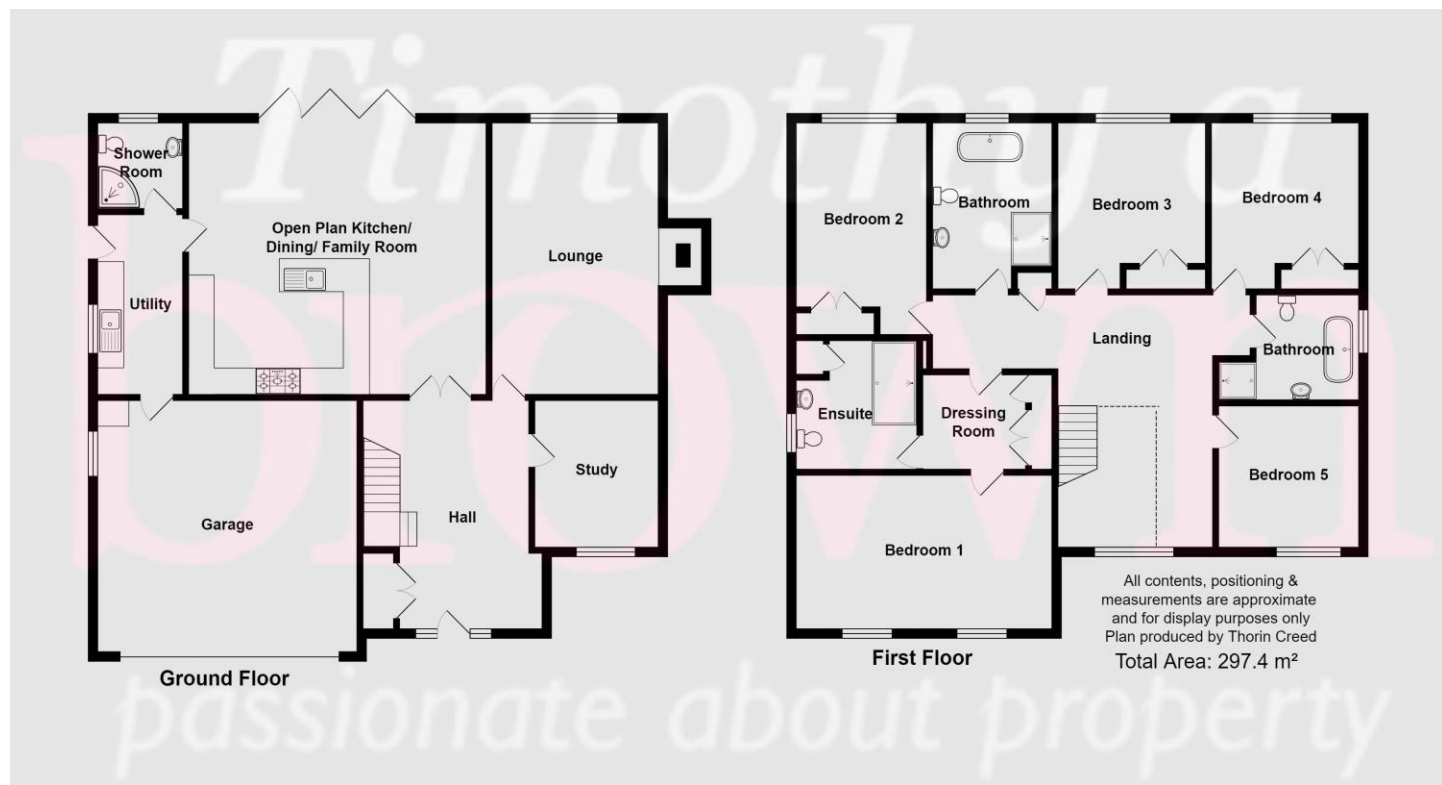 Timothy a
brown
passionate about property
Shower
Room
Open Plan Kitchen/
Dining/ Family Room
Lounge
Utility
Garage
Hall
Study
Ground Floor
Bedroom 2
Bathroom
Bedroom 3
Bedroom 4
Landing
Bathroom
Ensuite
Dressing
Room
Bedroom 5
Bedroom 1
First Floor
All contents, positioning &
measurements are approximate
and for display purposes only
Plan produced by Thorin Creed
Total Area: 297.4 m²